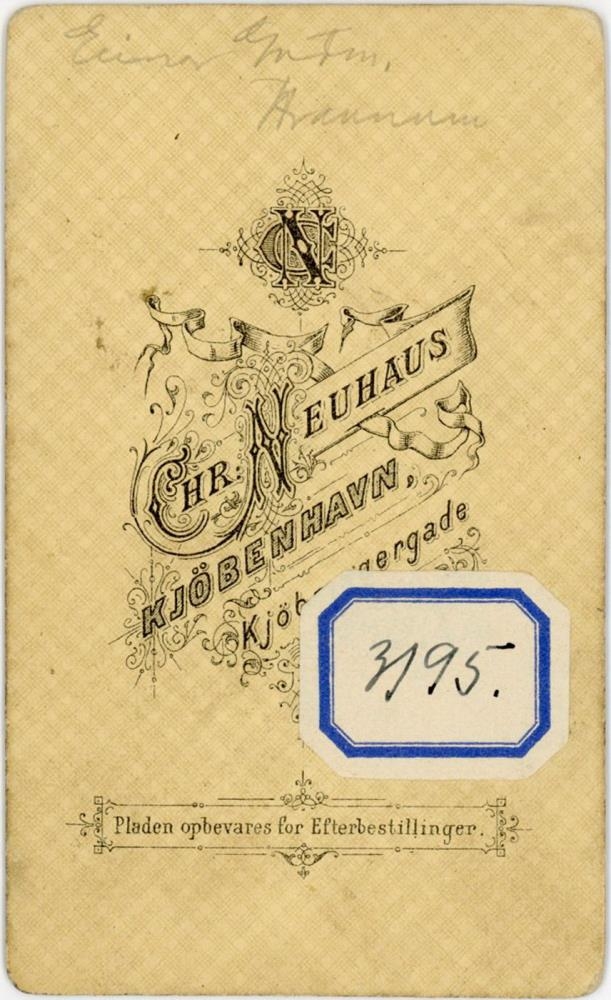 Einar
CHR. NEUHAUS
KJÖBENHAVN,
3195.
Pladen opbevares for Efterbestillinger.